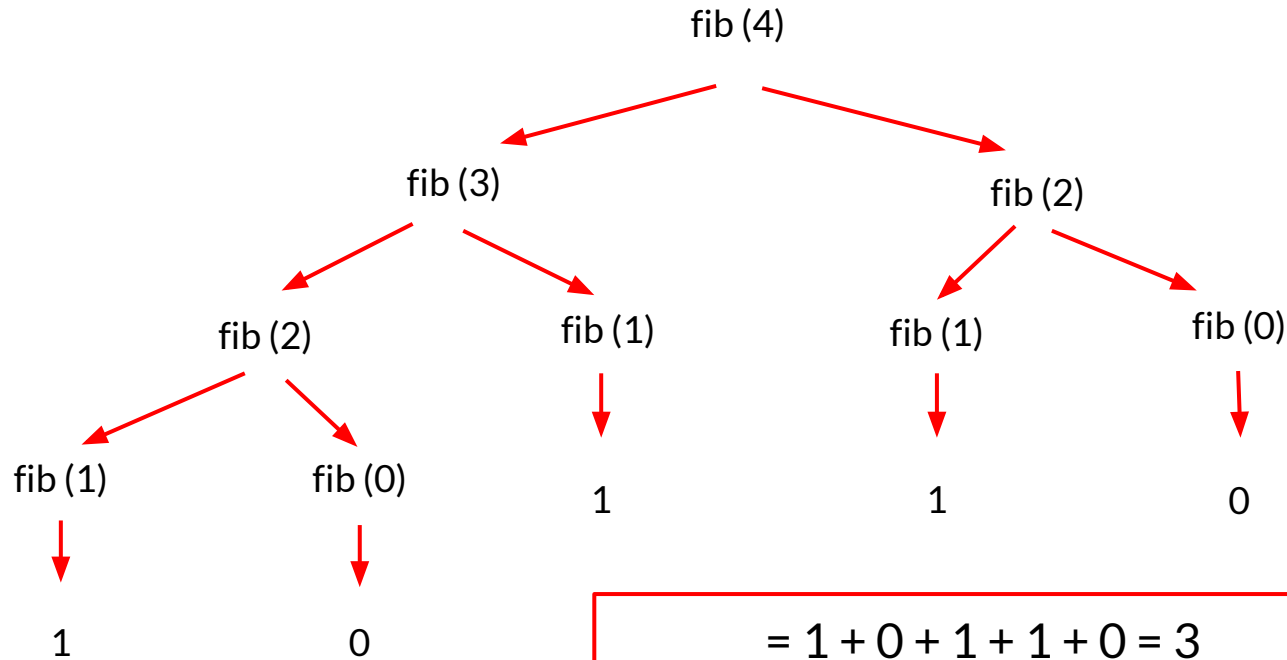 fib (4)
fib (3)
fib (2)
fib (2)
fib (1)
fib (1)
fib (0)
fib (1)
fib (0)
1
1
0
1
0
= 1 + 0 + 1 + 1 + 0 = 3